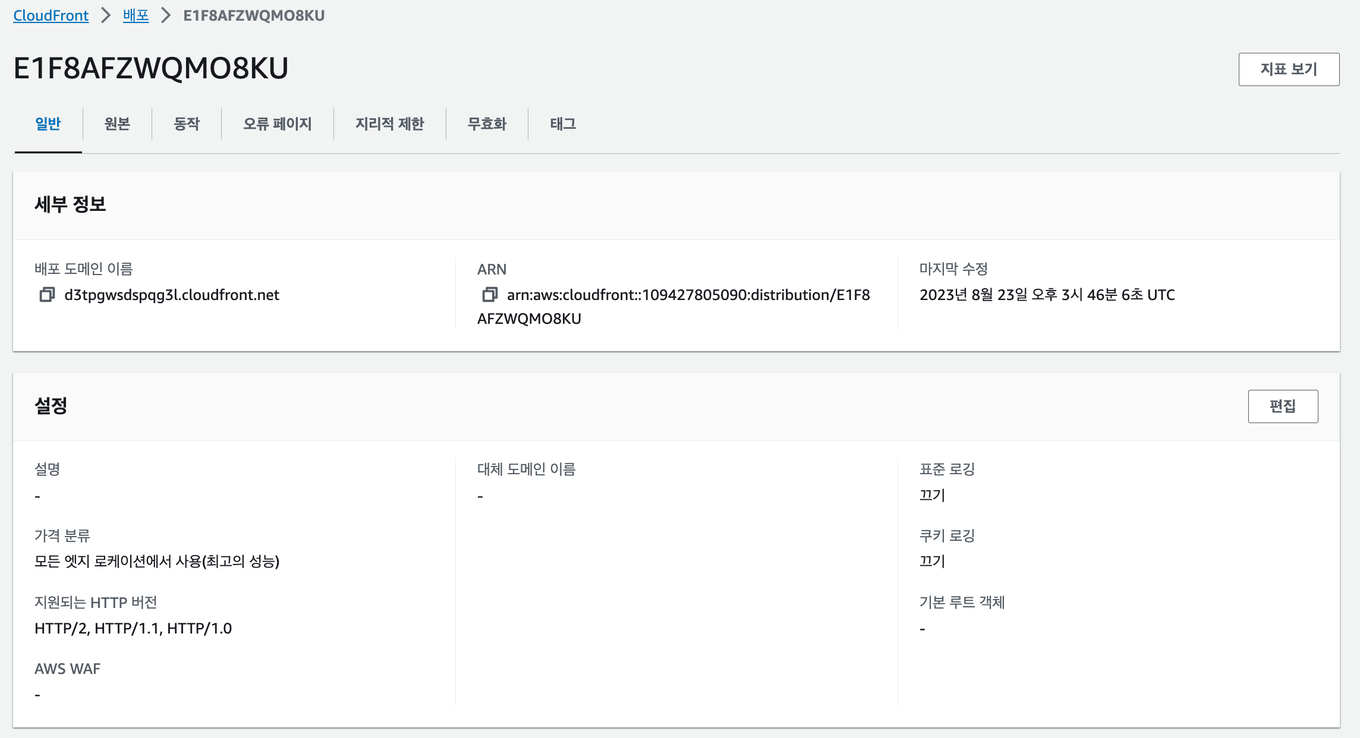 CloudFront > 배포 > E1F8AFZWQMO8KU
E1F8AFZWQMO8KU
지표 보기
일반 원본 동작 오류 페이지 지리적 제한 무효화 태그
세부 정보
배포 도메인 이름
d3tpgwsdspqg3l.cloudfront.net
ARN
arn:aws:cloudfront::109427805090:distribution/E1F8
AFZWQMO8KU
마지막 수정
2023년 8월 23일 오후 3시 46분 6초 UTC
설정
편집
설명
-
가격 분류
모든 엣지 로케이션에서 사용(최고의 성능)
지원되는 HTTP 버전
HTTP/2, HTTP/1.1, HTTP/1.0
AWS WAF
-
대체 도메인 이름
-
표준 로깅
끄기
쿠키 로깅
끄기
기본 루트 객체
-